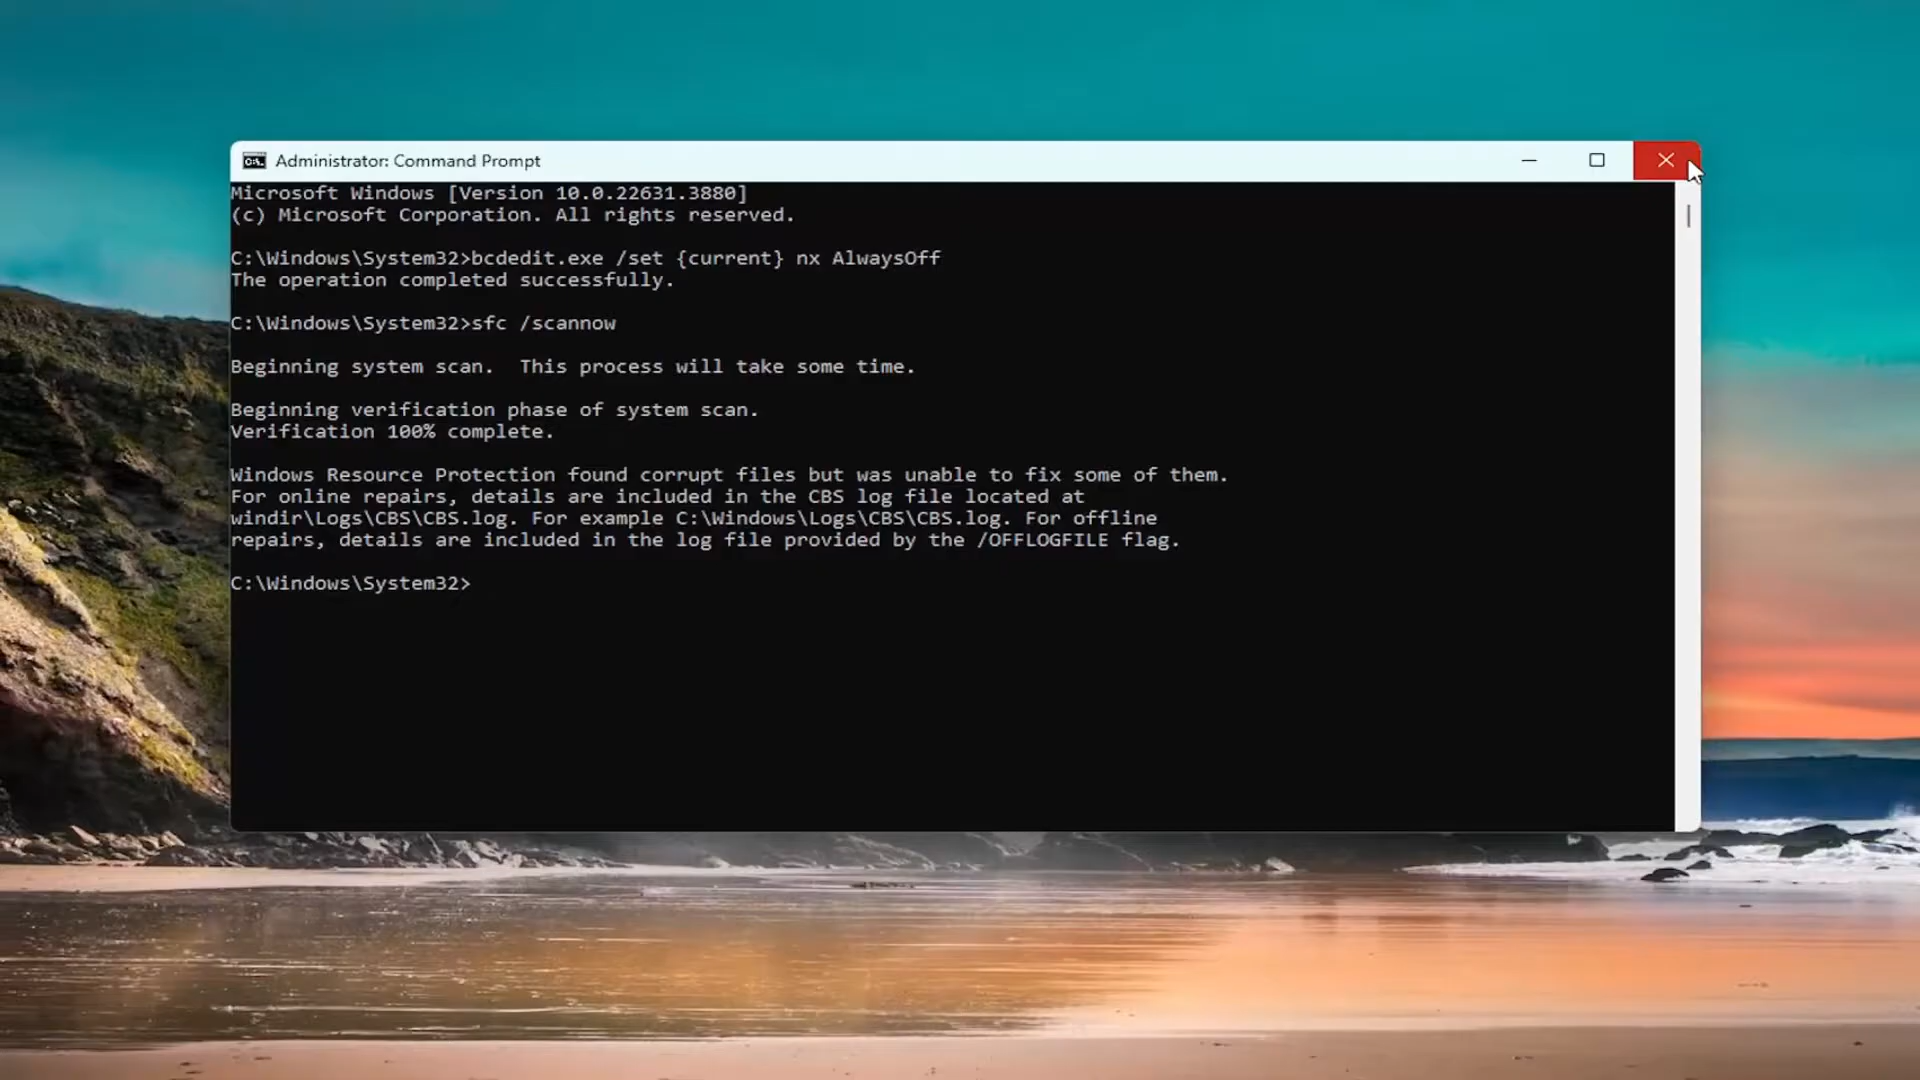 Administrator: Command Prompt
Microsoft Windows [Version 10.0.22631.3880]
(c) Microsoft Corporation. All rights reserved.
C:\Windows\System32>bcdedit.exe /set {current} nx AlwaysOff
The operation completed successfully.
C:\Windows\System32>sfc /scannow
Beginning system scan.  This process will take some time.
Beginning verification phase of system scan.
Verification 100% complete.
Windows Resource Protection found corrupt files but was unable to fix some of them.
For online repairs, details are included in the CBS log file located at
windir\Logs\CBS\CBS.log. For example C:\Windows\Logs\CBS\CBS.log. For offline
repairs, details are included in the log file provided by the /OFFLOGFILE flag.
C:\Windows\System32>